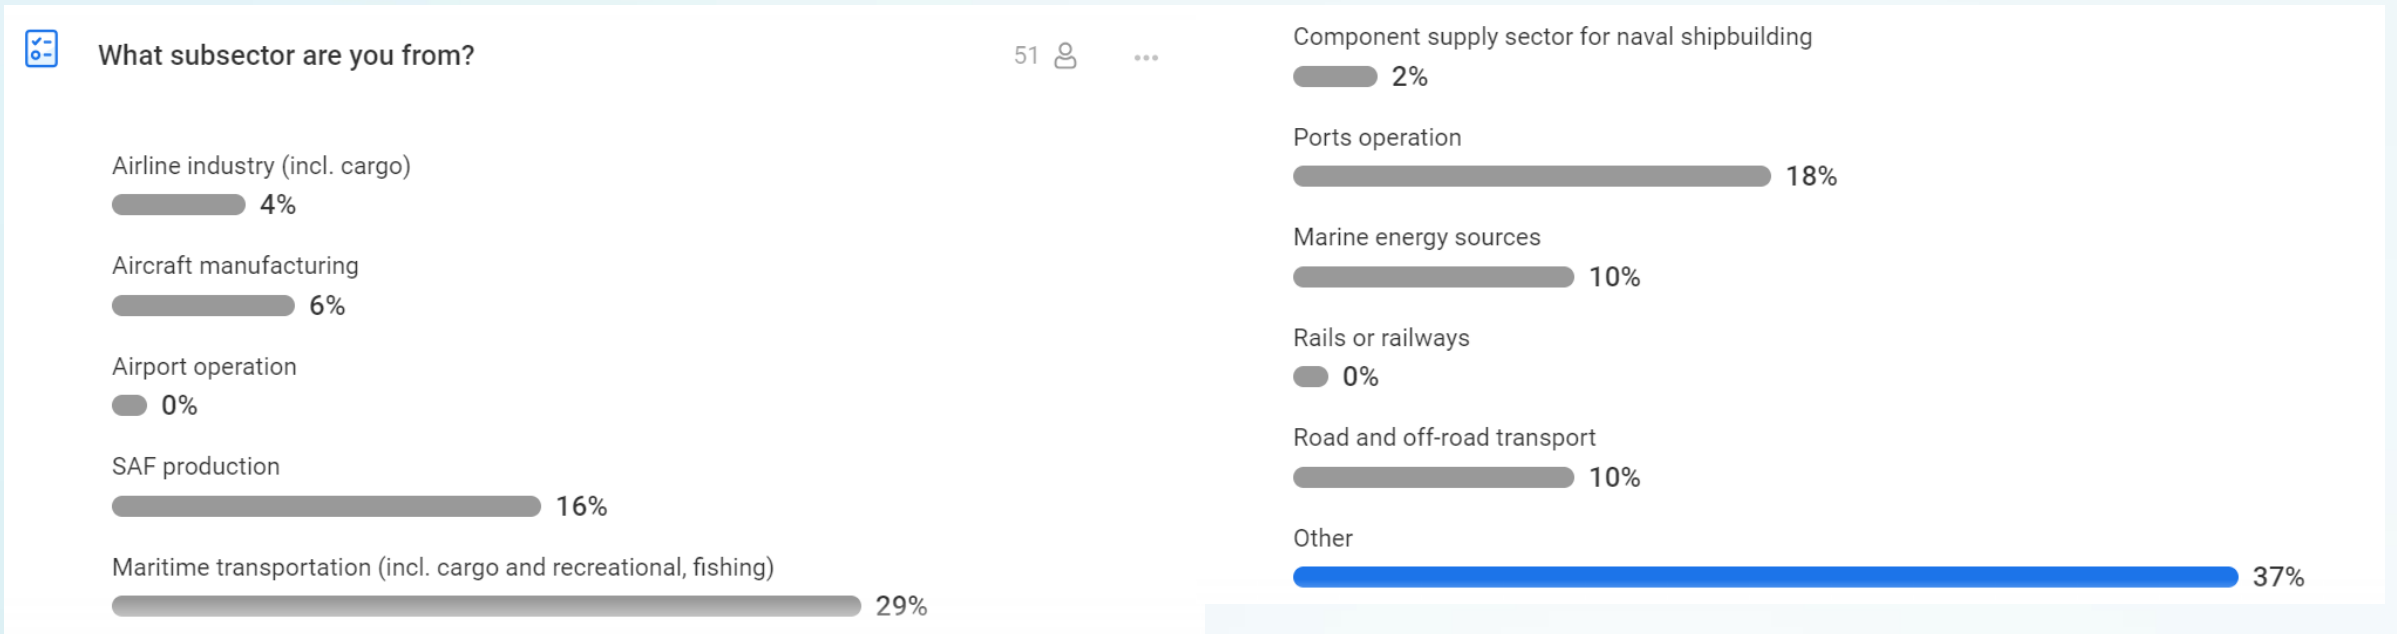 What subsector are you from?
51
Airline industry (incl. cargo)
4%
Aircraft manufacturing
6%
Airport operation
0%
SAF production
16%
Maritime transportation (incl. cargo and recreational, fishing)
29%
Component supply sector for naval shipbuilding
2%
Ports operation
18%
Marine energy sources
10%
Rails or railways
0%
Road and off-road transport
10%
Other
37%